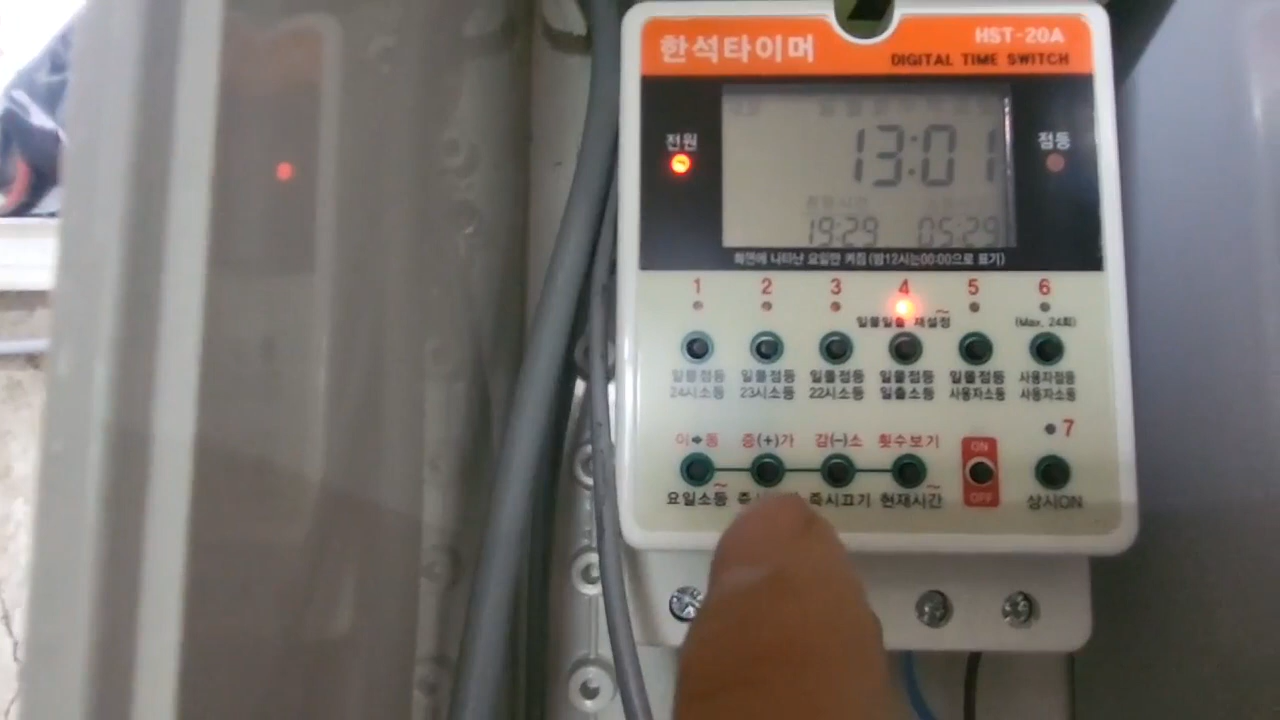 한석타이머
HST-20A
DIGITAL TIME SWITCH
전원
점등
13:01
19:29 05:29
화면에 나타난 요일만 켜짐(밤12시는00:00으로 표기)
1 2 3 4 5 6
일몰일출 재설정
(Max. 24회)
일몰점등 일몰점등 일몰점등 일몰점등 일몰점등 사용자점등
24시소등 23시소등 22시소등 일출소등 사용자소등 사용자소등
7
이➜동 증(+)가 감(-)소 횟수보기 ON
요일소등 즉시끄기 현재시간 OFF 상시ON